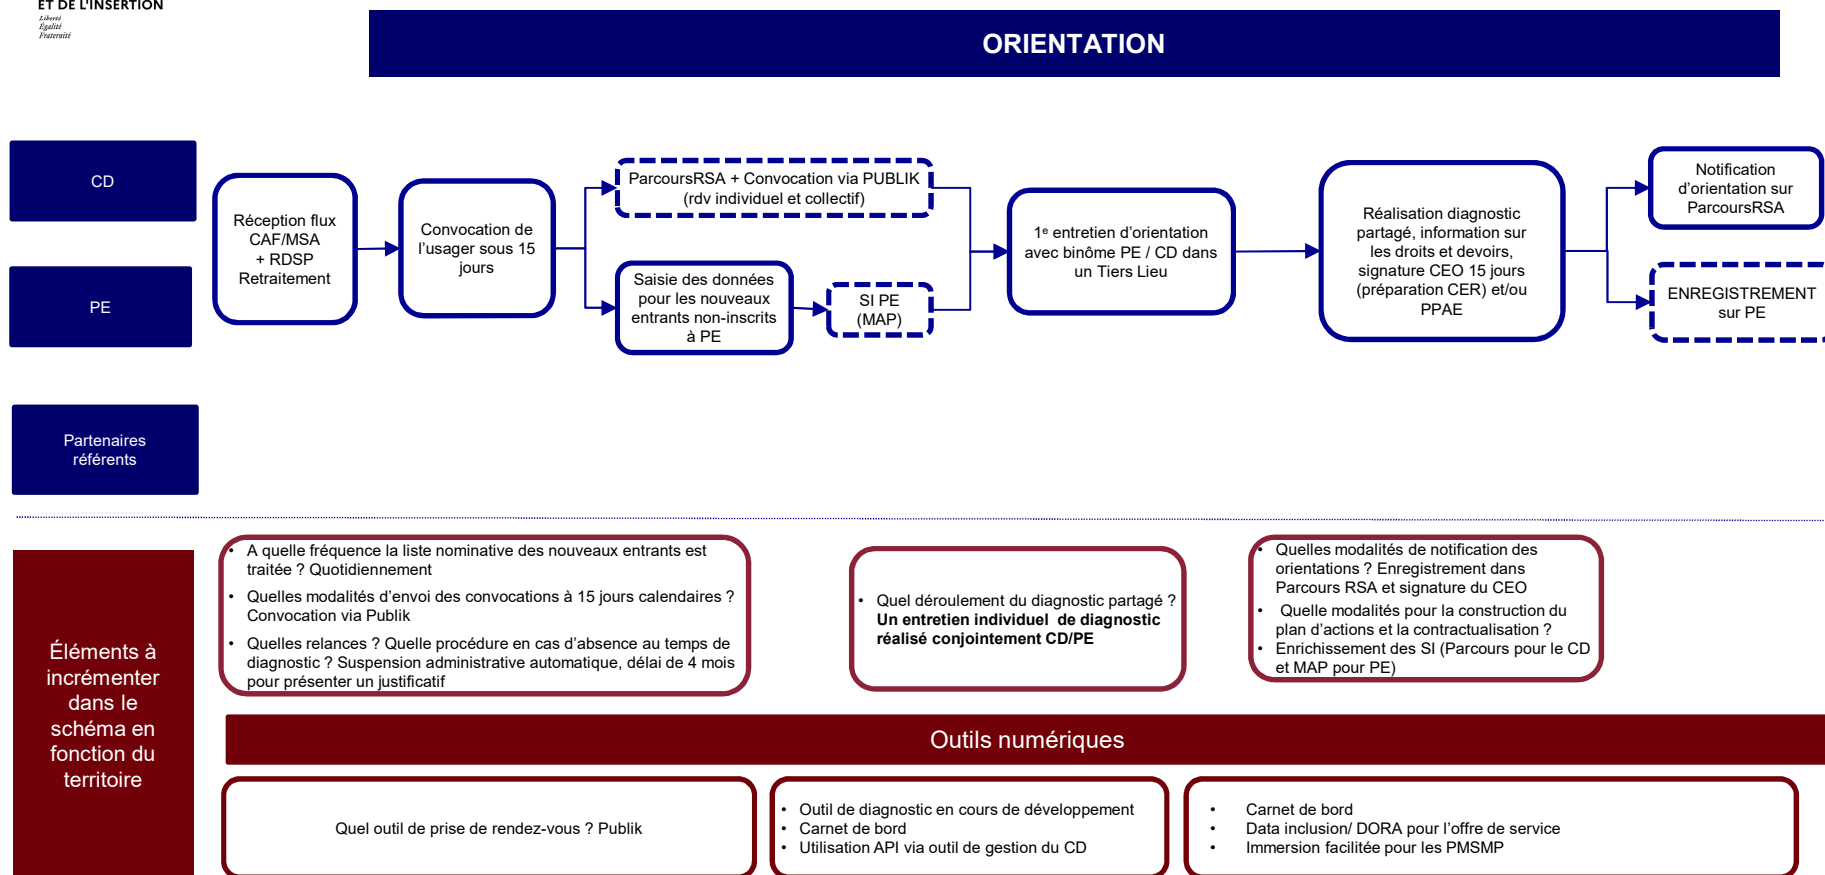 ET DE L'INSERTION
Liberté
Égalité
Fraternité
ORIENTATION
CD
PE
Partenaires
référents
Réception flux
CAF/MSA
+ RDSP
Retraitement
Convocation de
l'usager sous 15
jours
ParcoursRSA + Convocation via PUBLIK
(rdv individuel et collectif)
Saisie des données
pour les nouveaux
entrants non-inscrits
à PE
SI PE
(MAP)
1e entretien d'orientation
avec binôme PE / CD dans
un Tiers Lieu
Réalisation diagnostic
partagé, information sur
les droits et devoirs,
signature CEO 15 jours
(préparation CER) et/ou
PPAE
Notification
d'orientation sur
ParcoursRSA
ENREGISTREMENT
sur PE
Éléments à
incrémenter
dans le
schéma en
fonction du
territoire
• A quelle fréquence la liste nominative des nouveaux entrants est
traitée ? Quotidiennement
• Quelles modalités d'envoi des convocations à 15 jours calendaires ?
Convocation via Publik
• Quelles relances ? Quelle procédure en cas d'absence au temps de
diagnostic ? Suspension administrative automatique, délai de 4 mois
pour présenter un justificatif
• Quel déroulement du diagnostic partagé ?
Un entretien individuel de diagnostic
réalisé conjointement CD/PE
• Quelles modalités de notification des
orientations ? Enregistrement dans
Parcours RSA et signature du CEO
• Quelle modalités pour la construction du
plan d'actions et la contractualisation ?
• Enrichissement des SI (Parcours pour le CD
et MAP pour PE)
Outils numériques
Quel outil de prise de rendez-vous ? Publik
• Outil de diagnostic en cours de développement
• Carnet de bord
• Utilisation API via outil de gestion du CD
• Carnet de bord
• Data inclusion/ DORA pour l'offre de service
• Immersion facilitée pour les PMSMP